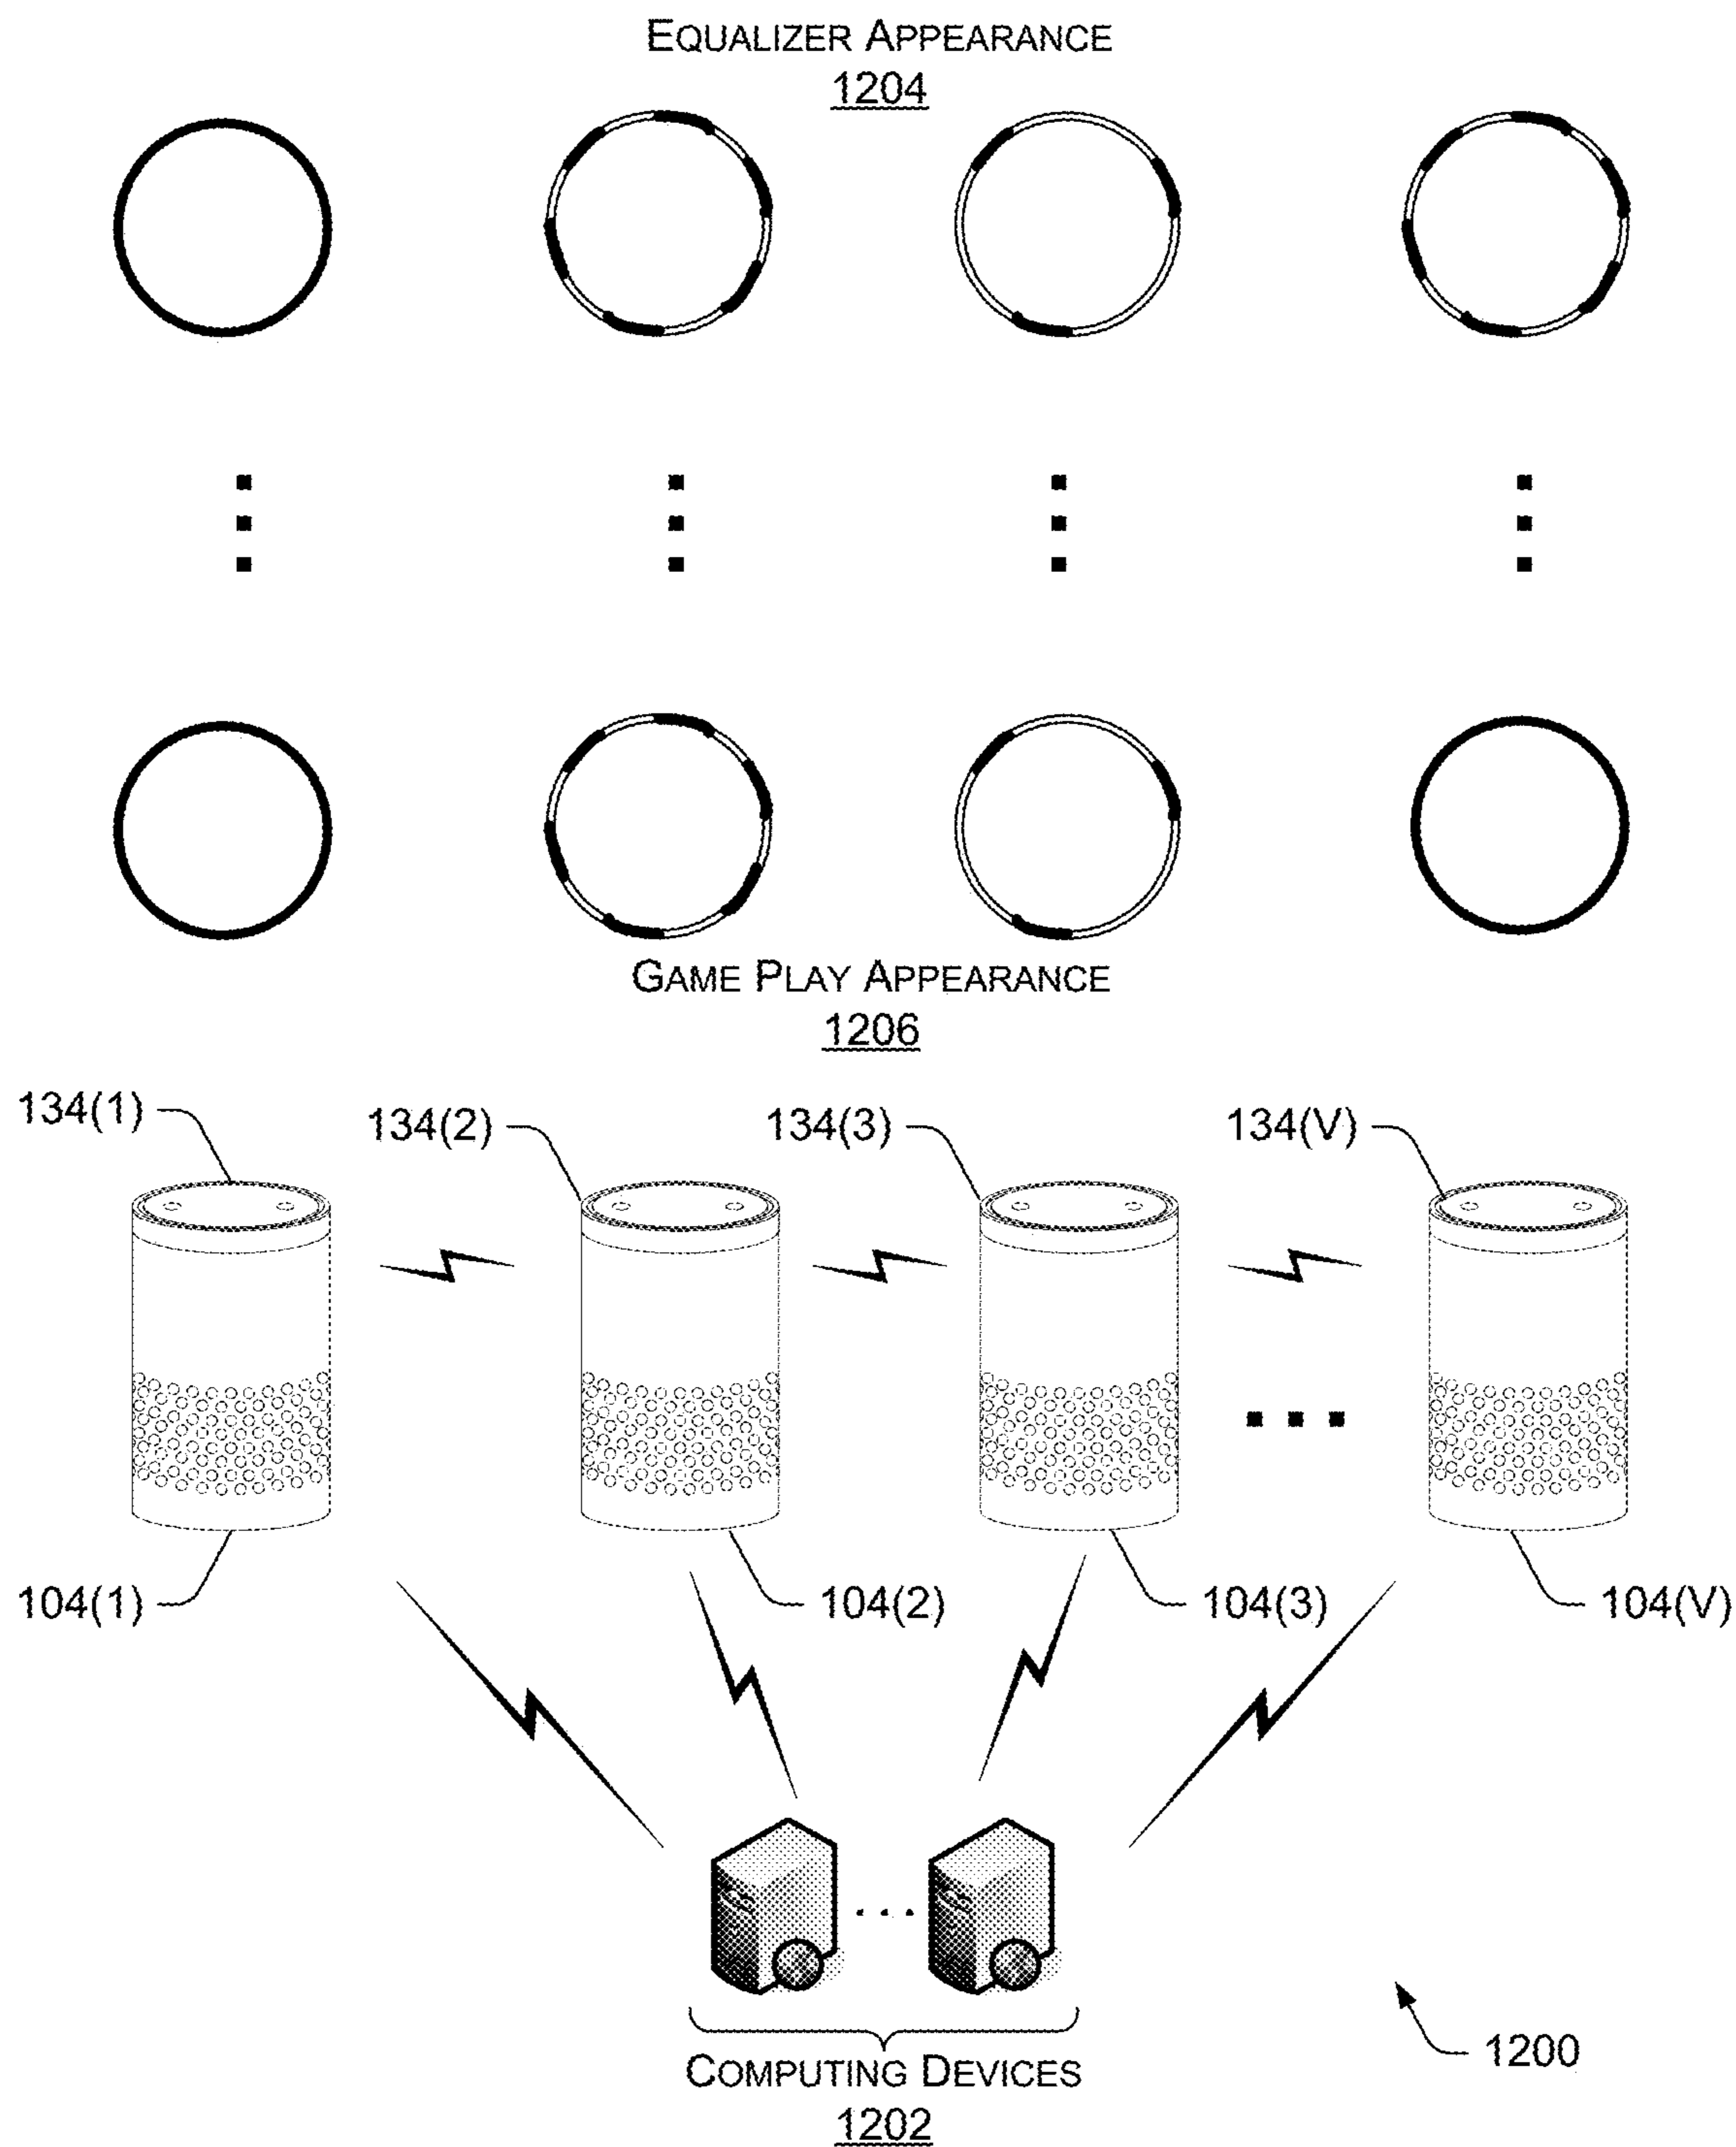 EQUALIZER APPEARANCE
1204
GAME PLAY APPEARANCE
1206
134(1)
134(2)
134(3)
134(V)
104(1)
104(2)
104(3)
104(V)
1200
COMPUTING DEVICES
1202